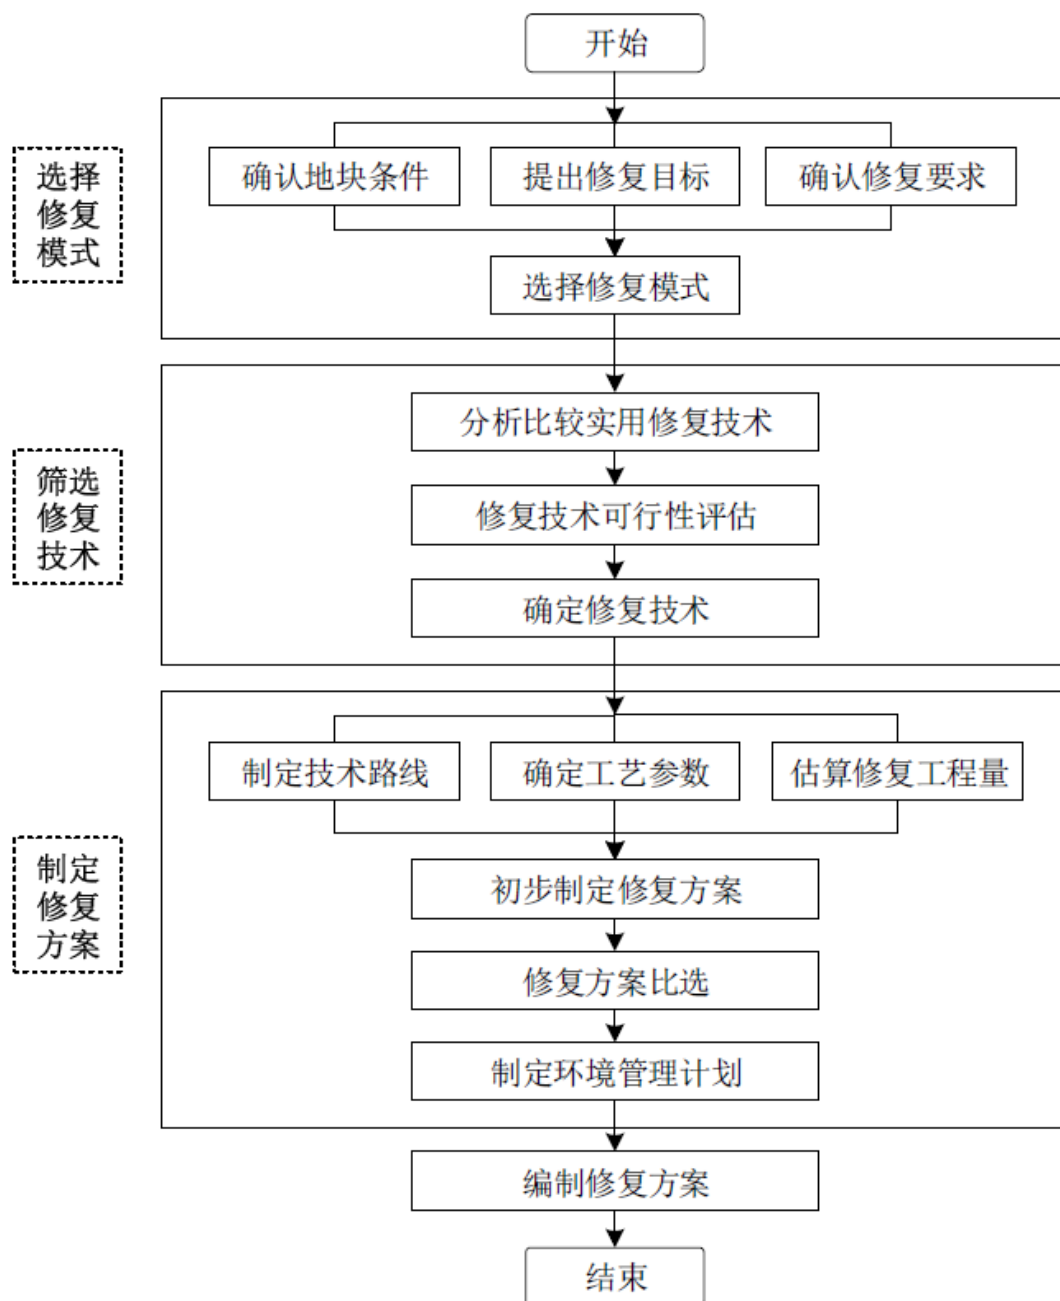 开始
选择
修复
模式
确认地块条件
提出修复目标
确认修复要求
选择修复模式
筛选
修复
技术
分析比较实用修复技术
修复技术可行性评估
确定修复技术
制定
修复
方案
制定技术路线
确定工艺参数
估算修复工程量
初步制定修复方案
修复方案比选
制定环境管理计划
编制修复方案
结束